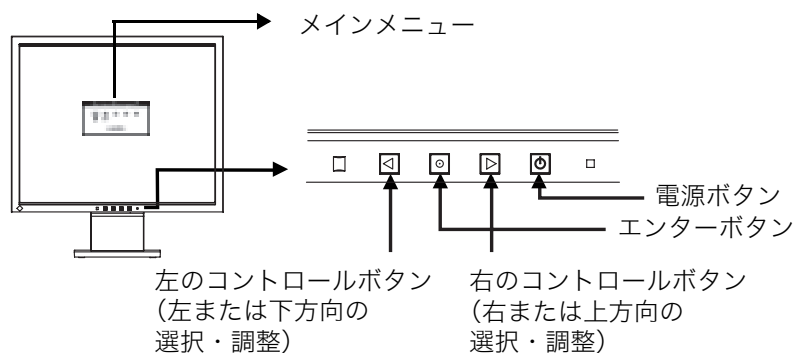 メインメニュー
電源ボタン
エンターボタン
左のコントロールボタン
(左または下方向の
選択・調整)
右のコントロールボタン
(右または上方向の
選択・調整)